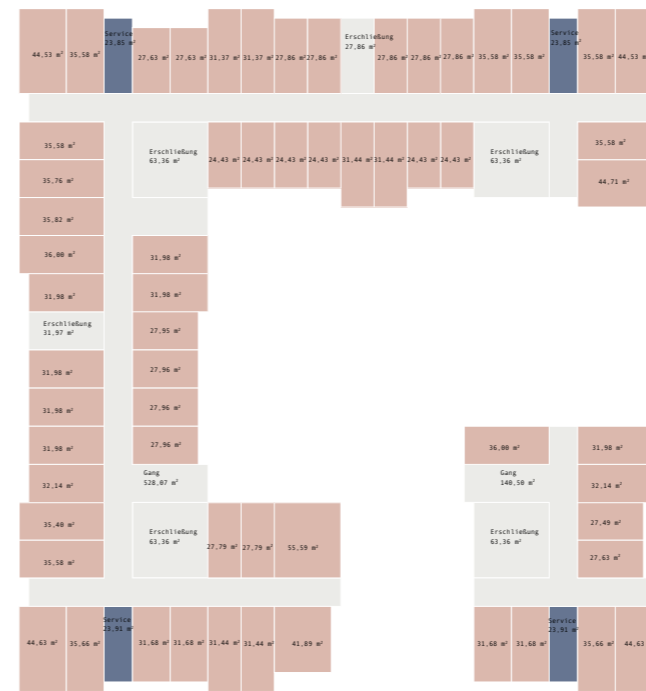 Service
23,85 m²
Erschließung
27,86 m²
Service
23,85 m²
44,53 m² 35,58 m² 27,63 m² 27,63 m² 31,37 m² 31,37 m² 27,86 m² 27,86 m² 27,86 m² 27,86 m² 27,86 m² 35,58 m² 35,58 m² 35,58 m² 44,53 m
35,58 m²
Erschließung
63,36 m²
24,43 m² 24,43 m² 24,43 m² 24,43 m² 31,44 m² 31,44 m² 24,43 m² 24,43 m²
Erschließung
63,36 m²
35,58 m²
35,76 m²
44,71 m²
35,82 m²
36,00 m²
31,98 m²
31,98 m²
31,98 m²
Erschließung
31,97 m²
27,95 m²
31,98 m²
27,96 m²
31,98 m²
27,96 m²
31,98 m²
27,96 m²
36,00 m²
31,98 m²
32,14 m²
Gang
528,07 m²
Gang
140,50 m²
32,14 m²
35,40 m²
Erschließung
63,36 m²
27,79 m² 27,79 m² 55,59 m²
Erschließung
63,36 m²
27,49 m²
35,58 m²
27,63 m²
Service
23,91 m²
Service
23,91 m²
44,63 m² 35,66 m² 31,68 m² 31,68 m² 31,44 m² 31,44 m² 41,89 m² 31,68 m² 31,68 m² 35,66 m² 44,63